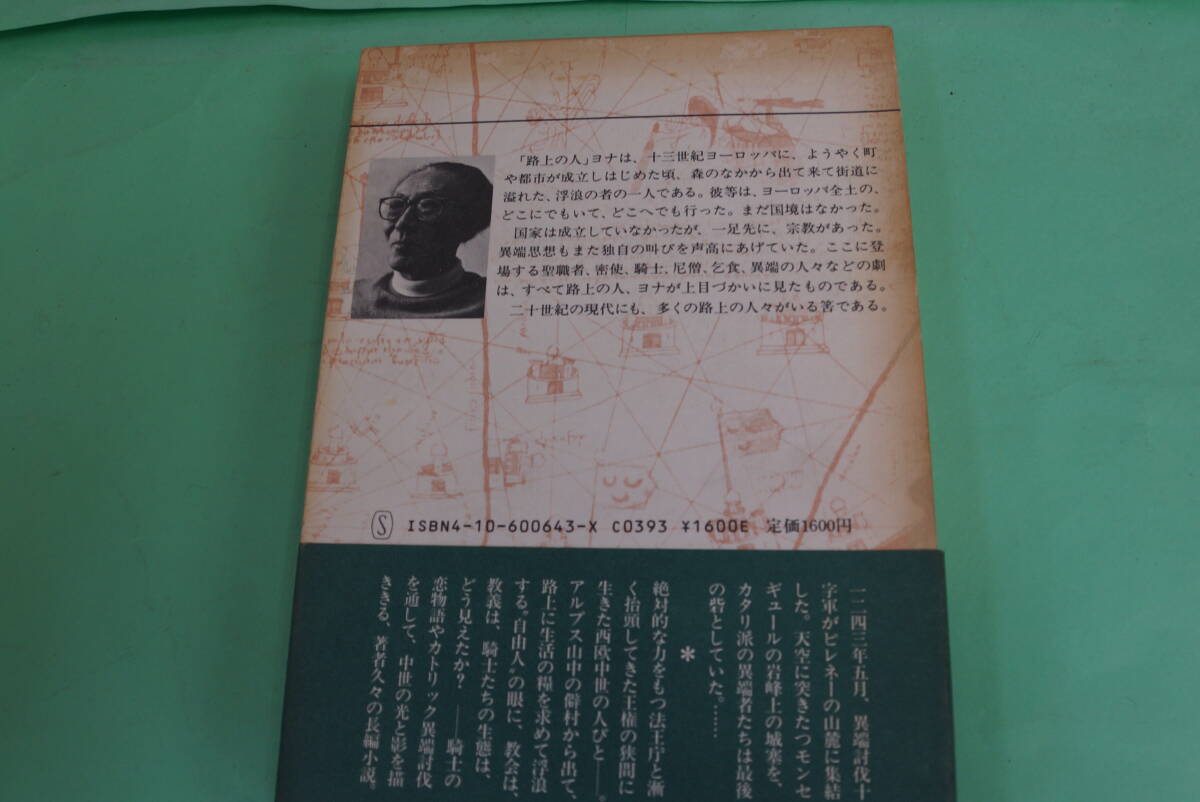 「路上の人」ヨナは、十三世紀ヨーロッパに、ようやく町
や都市が成立しはじめた頃、森のなかから出て来て街道に
溢れた、浮浪の者の一人である。彼等は、ヨーロッパ全土の、
どこにでもいて、どこへでも行った。まだ国境はなかった。
国家は成立していなかったが、一足先に、宗教があった。
異端思想もまた独自の叫びを声高にあげていた。ここに登
場する聖職者、密使、騎士、尼僧、乞食、異端の人々などの劇
は、すべて路上の人、ヨナが上目づかいに見たものである。
二十世紀の現代にも、多くの路上の人々がいる筈である。
S ISBN4-10-600643-X C0393 ¥1600E 定価1600円
一二四三年五月、異端討伐十
字軍がピレネーの山麓に集結
した。天空に突きたつモンセ
ギュールの岩峰上の城塞を、
カタリ派の異端者たちは最後
の砦としていた。……
*
絶対的な力をもつ法王庁と漸
く抬頭してきた王権の狭間に
生きた西欧中世の人びと――。
アルプス山中の僻村から出て、
路上に生活の糧を求めて浮浪
する。自由人の眼に、教会は、
教義は、騎士たちの生態は、
どう見えたか？――騎士の
恋物語やカトリック異端討伐
を通して、中世の光と影を描
ききる、著者久々の長編小説。